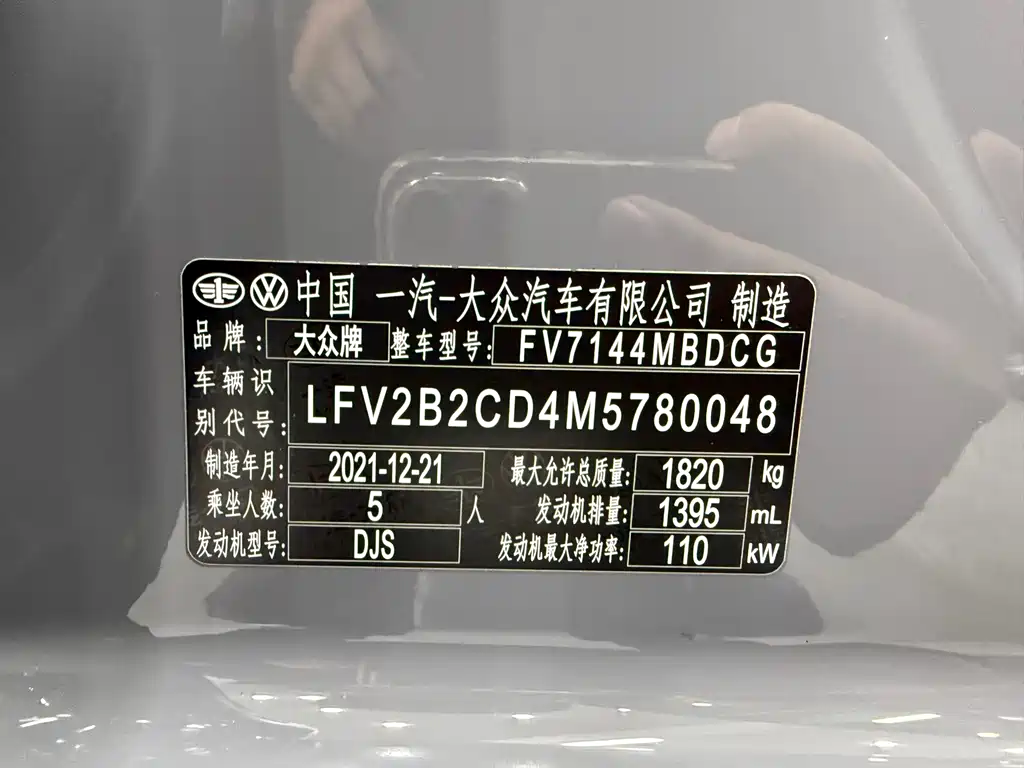 中国 一汽-大众汽车有限公司 制造
品牌: 大众牌 整车型号: FV7144MBDCG
车辆识别代号: LFV2B2CD4M5780048
制造年月: 2021-12-21 最大允许总质量: 1820 kg
乘坐人数: 5 人 发动机排量: 1395 mL
发动机型号: DJS 发动机最大净功率: 110 kW